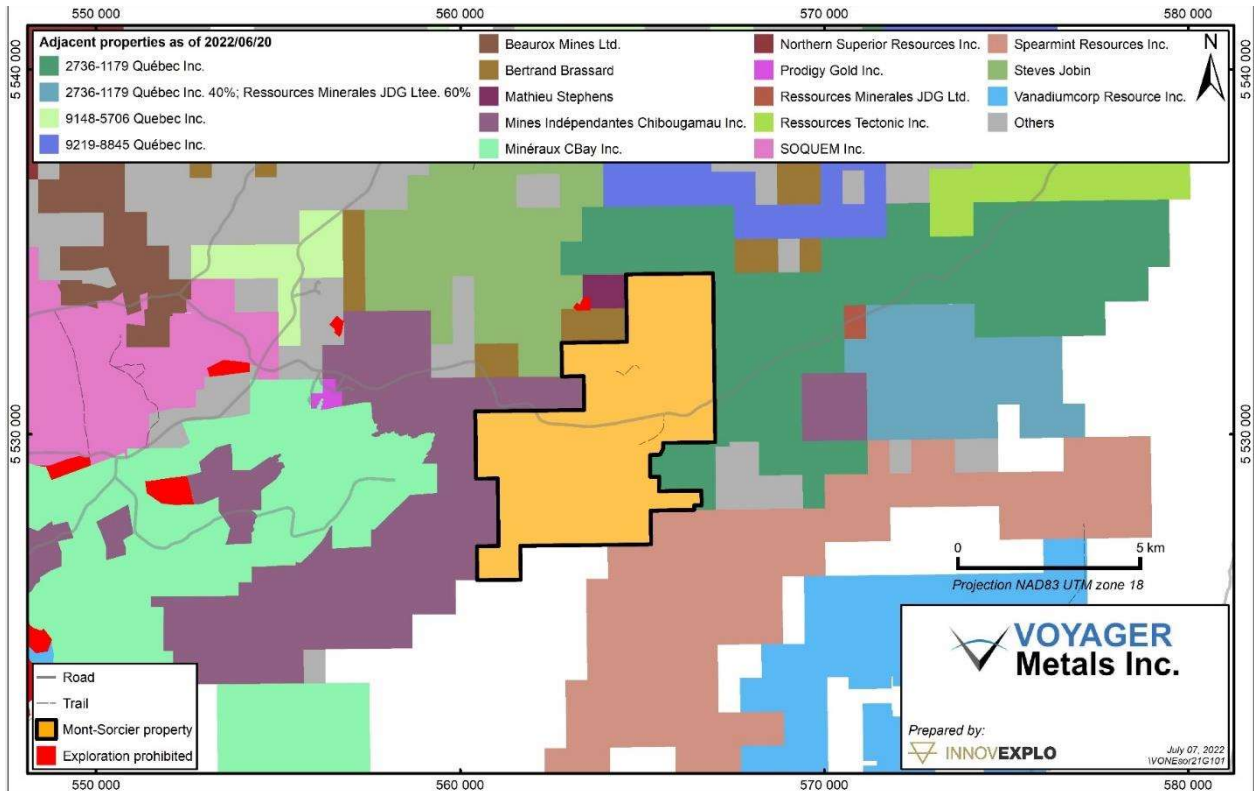 550 000
560 000
570 000
580 000
5 540 000
5 540 000
Adjacent properties as of 2022/06/20
2736-1179 Québec Inc.
2736-1179 Québec Inc. 40%; Ressources Minerales JDG Ltee. 60%
9148-5706 Quebec Inc.
9219-8845 Québec Inc.
Beaurox Mines Ltd.
Bertrand Brassard
Mathieu Stephens
Mines Indépendantes Chibougamau Inc.
Minéraux CBay Inc.
Northern Superior Resources Inc.
Prodigy Gold Inc.
Ressources Minerales JDG Ltd.
Ressources Tectonic Inc.
SOQUEM Inc.
Spearmint Resources Inc.
Steves Jobin
Vanadiumcorp Resource Inc.
Others
N
5 530 000
5 530 000
0 5 km
Projection NAD83 UTM zone 18
Road
Trail
Mont-Sorcier property
Exploration prohibited
VOYAGER
Metals Inc.
Prepared by:
INNOVEXPLO
July 07, 2022
\VONEsor21G101
550 000
560 000
570 000
580 000